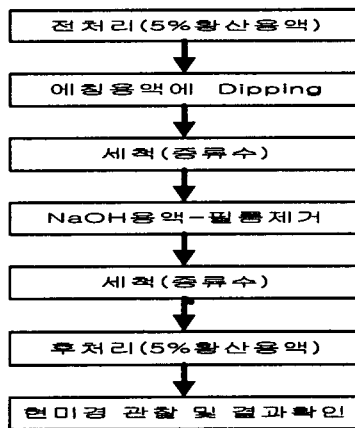 전처리(5%황산용액)
에칭용액에 Dipping
세척(증류수)
NaOH용액-필름제거
세척(증류수)
후처리(5%황산용액)
현미경 관찰 및 결과확인